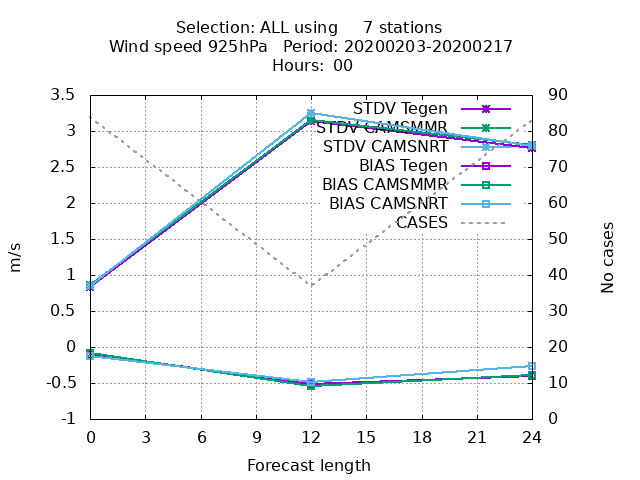 Selection: ALL using 7 stations
Wind speed 925hPa Period: 20200203-20200217
Hours: 00
3.5
3
2.5
2
1.5
1
0.5
0
-0.5
-1
m/s
STDV Tegen
STDV CAMSMMR
STDV CAMSNRT
BIAS Tegen
BIAS CAMSMMR
BIAS CAMSNRT
CASES
90
80
70
60
50
40
30
20
10
0
No cases
0 3 6 9 12 15 18 21 24
Forecast length